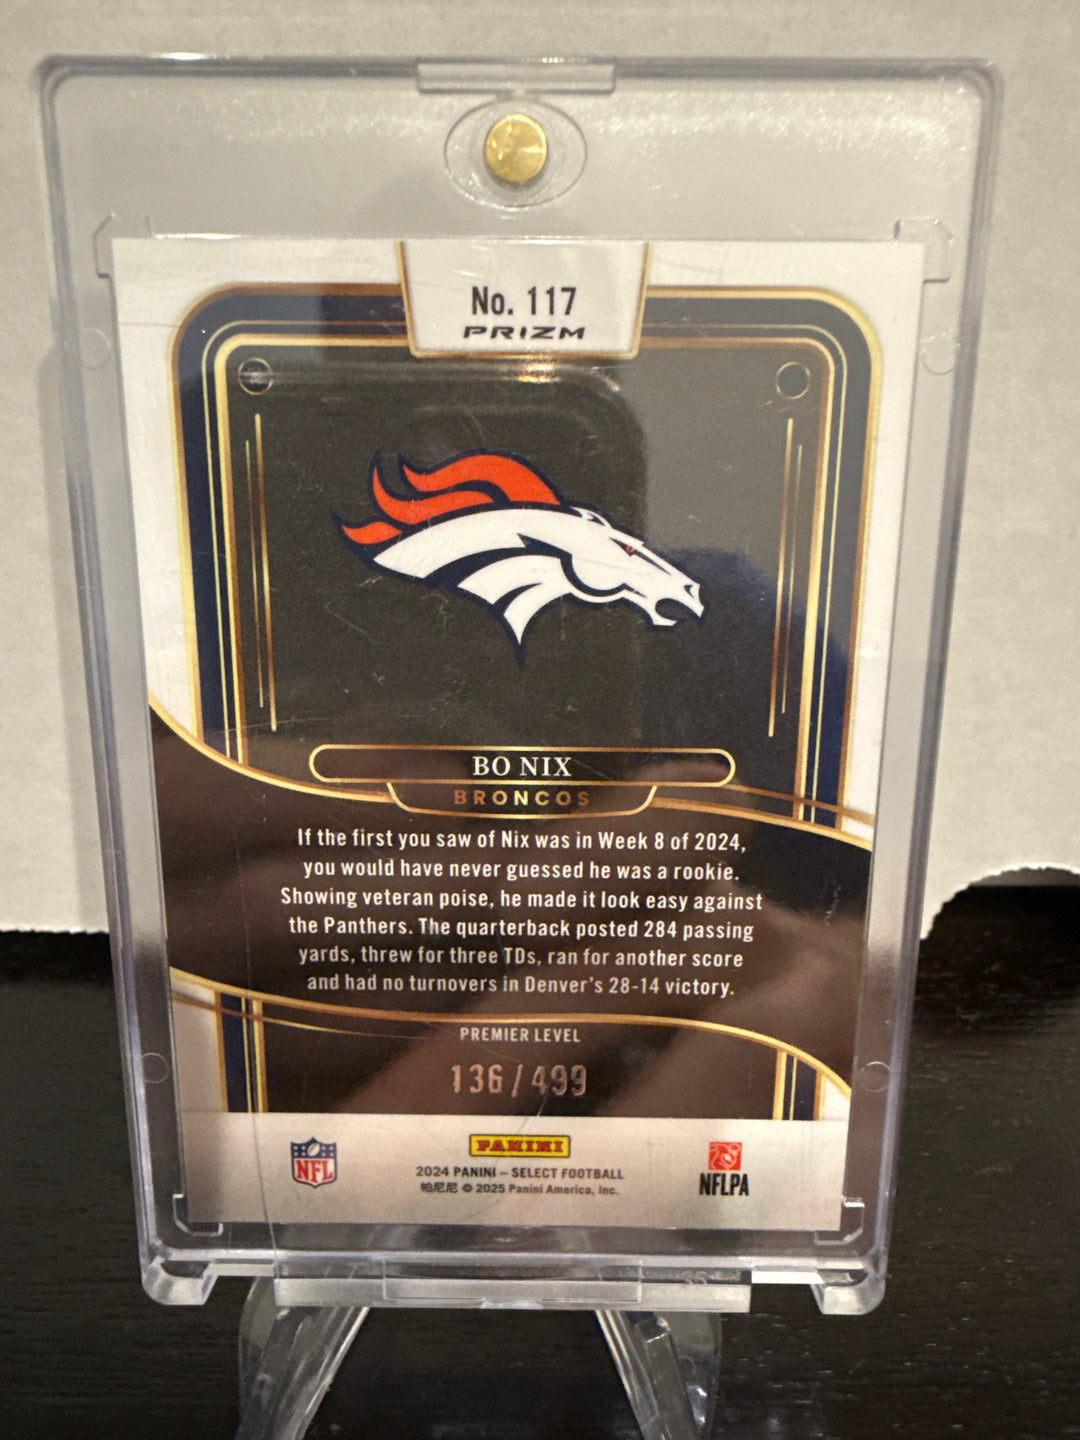 No. 117
PRIZM
BO NIX
BRONCOS
If the first you saw of Nix was in Week 8 of 2024,
you would have never guessed he was a rookie.
Showing veteran poise, he made it look easy against
the Panthers. The quarterback posted 284 passing
yards, threw for three TDs, ran for another score
and had no turnovers in Denver's 28-14 victory.
PREMIER LEVEL
136/499
NFL
PANINI
2024 PANINI – SELECT FOOTBALL
帕尼尼 © 2025 Panini America, Inc.
NFLPA